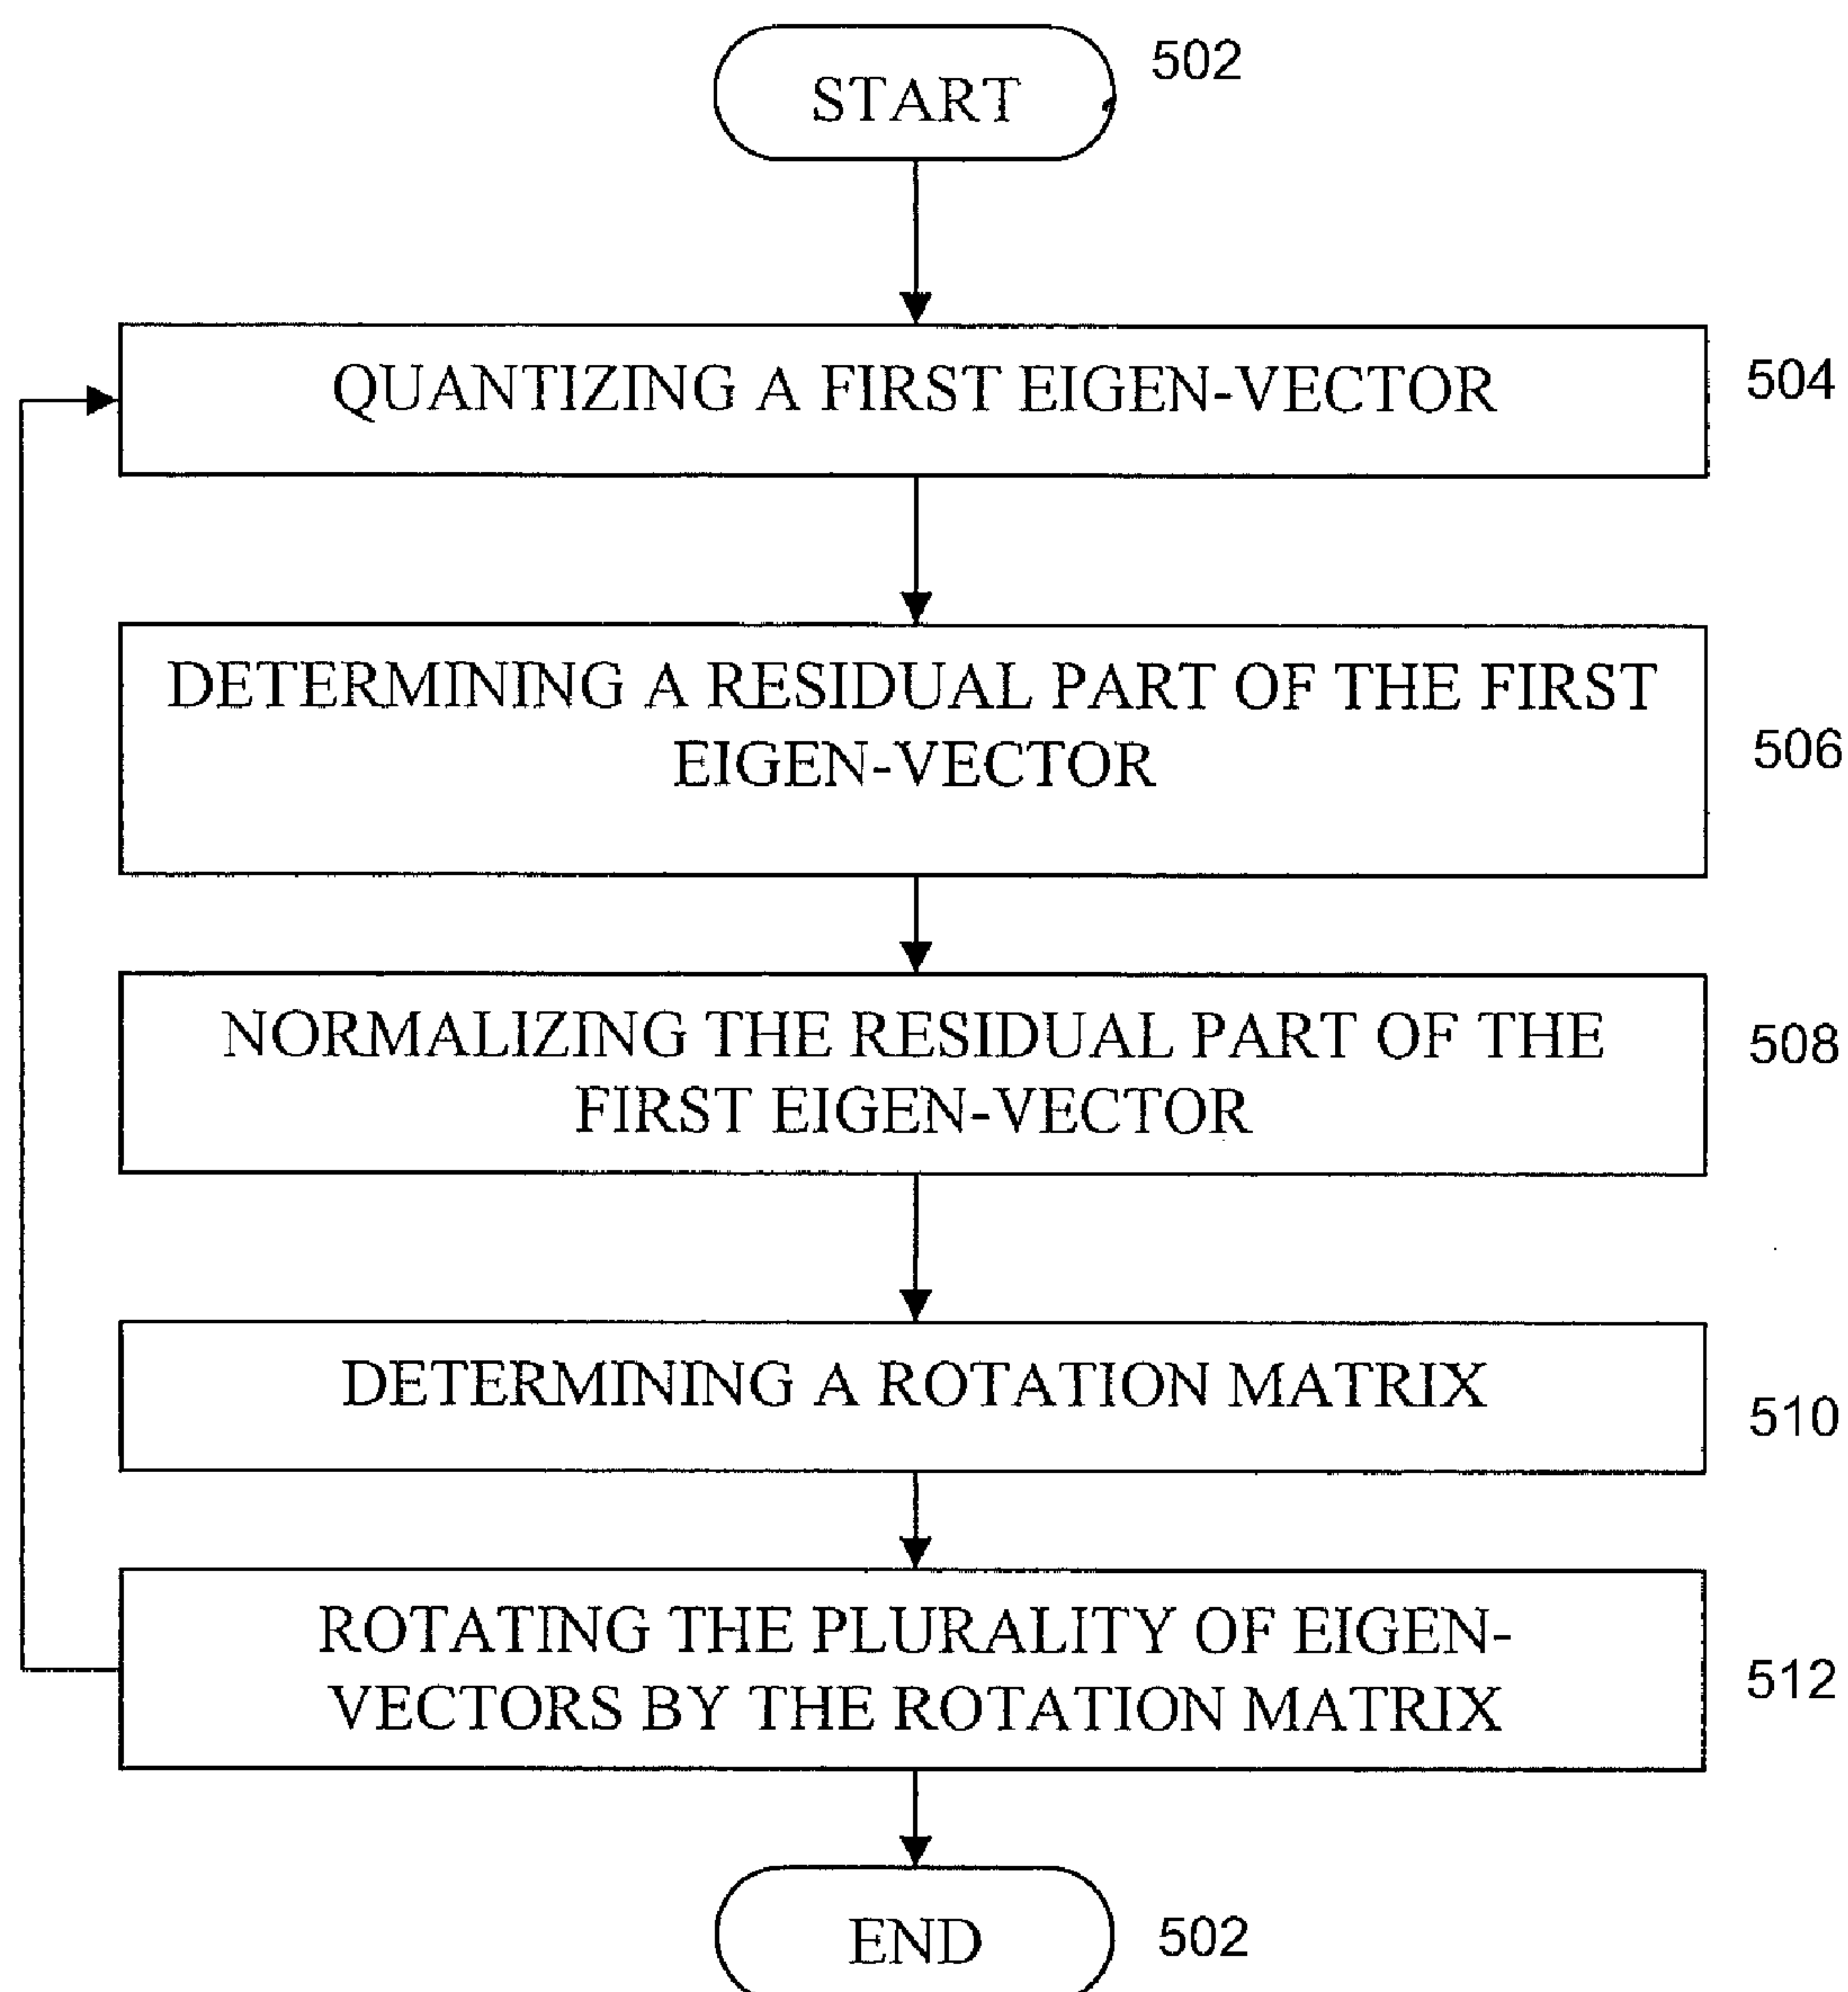 START
502
QUANTIZING A FIRST EIGEN-VECTOR
504
DETERMINING A RESIDUAL PART OF THE FIRST
EIGEN-VECTOR
506
NORMALIZING THE RESIDUAL PART OF THE
FIRST EIGEN-VECTOR
508
DETERMINING A ROTATION MATRIX
510
ROTATING THE PLURALITY OF EIGEN-
VECTORS BY THE ROTATION MATRIX
512
END
502